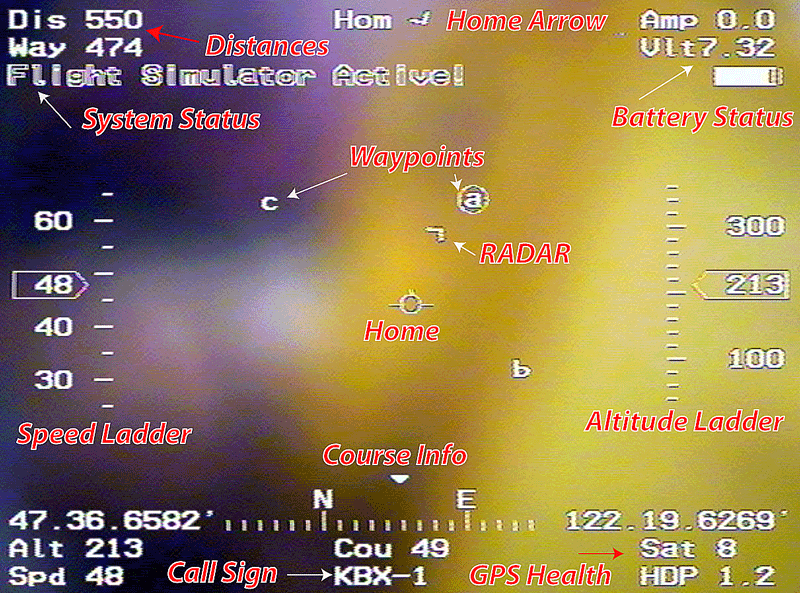 Dis 550 Hom Home Arrow Amp 0.0
Way 474 Distances Vlt7.32
Flight Simulator Active!
System Status Battery Status
Waypoints
c a
60 RADAR 300
48 213
40 Home
b 100
30
Speed Ladder Altitude Ladder
Course Info
N E
47.36.6582' 122.19.6269'
Alt 213 Cou 49 Sat 8
Spd 48 Call Sign KBX-1 GPS Health HDP 1.2